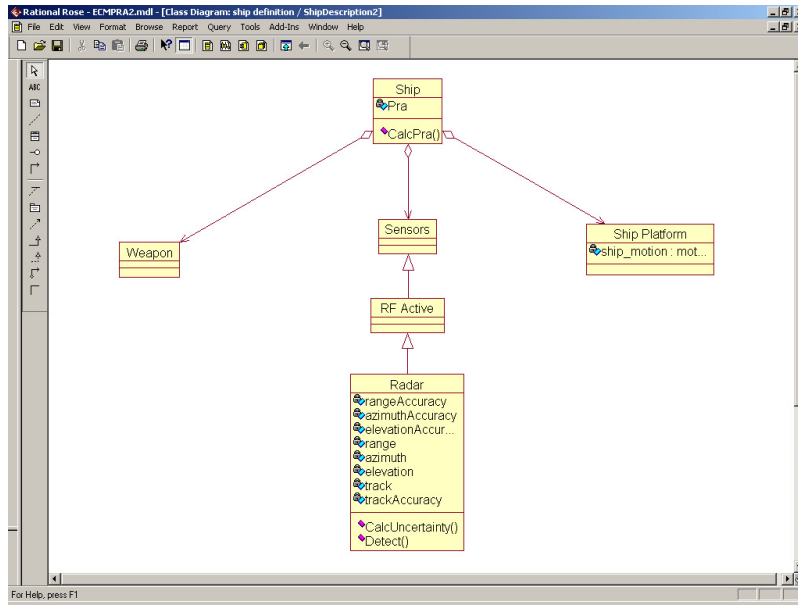 Rational Rose - ECMPRA2.mdl - [Class Diagram: ship definition / ShipDescription2]
File Edit View Format Browse Report Query Tools Add-Ins Window Help
ABC
Ship
Pra
CalcPra()
Weapon
Sensors
Ship Platform
ship_motion : mot...
RF Active
Radar
rangeAccuracy
azimuthAccuracy
elevationAccur...
range
azimuth
elevation
track
trackAccuracy
CalcUncertainty()
Detect()
For Help, press F1